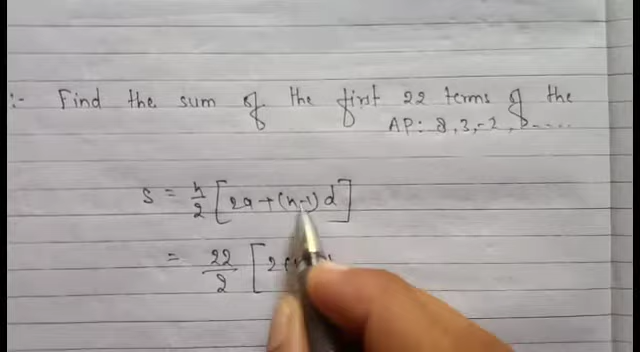 :- Find the sum of the first 22 terms of the
AP: 8, 3, -2, .....
S = n/2 [2a + (n-1) d]
= 22/2 [2